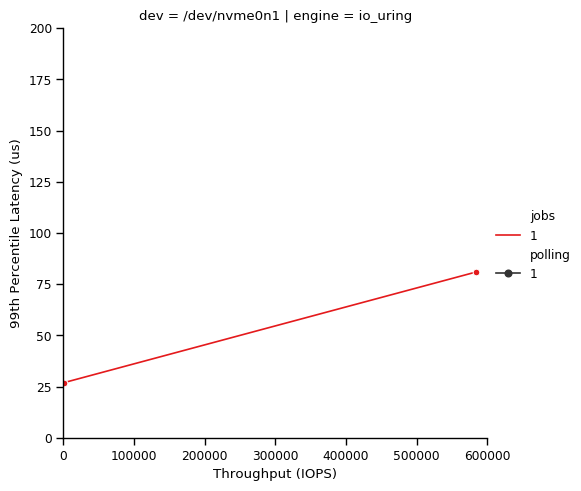 dev = /dev/nvme0n1 | engine = io_uring
200
175
150
125
100
75
50
25
0
99th Percentile Latency (us)
0 100000 200000 300000 400000 500000 600000
Throughput (IOPS)
jobs
1
polling
1